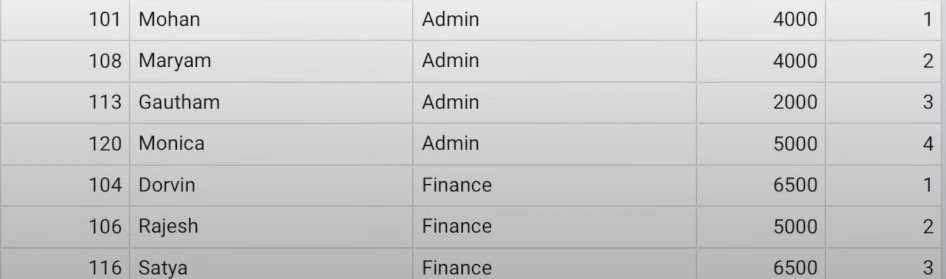 101 Mohan Admin 4000 1
108 Maryam Admin 4000 2
113 Gautham Admin 2000 3
120 Monica Admin 5000 4
104 Dorvin Finance 6500 1
106 Rajesh Finance 5000 2
116 Satya Finance 6500 3